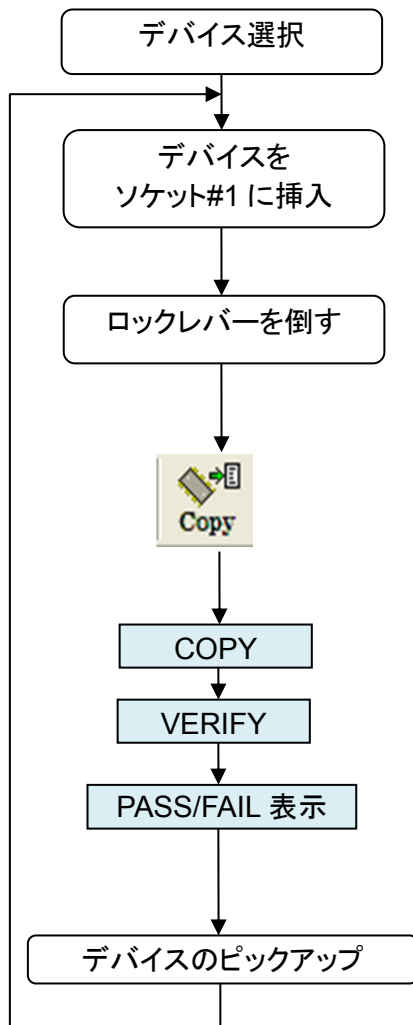 デバイス選択
デバイスを
ソケット#1 に挿入
ロックレバーを倒す
Copy
COPY
VERIFY
PASS/FAIL 表示
デバイスのピックアップ